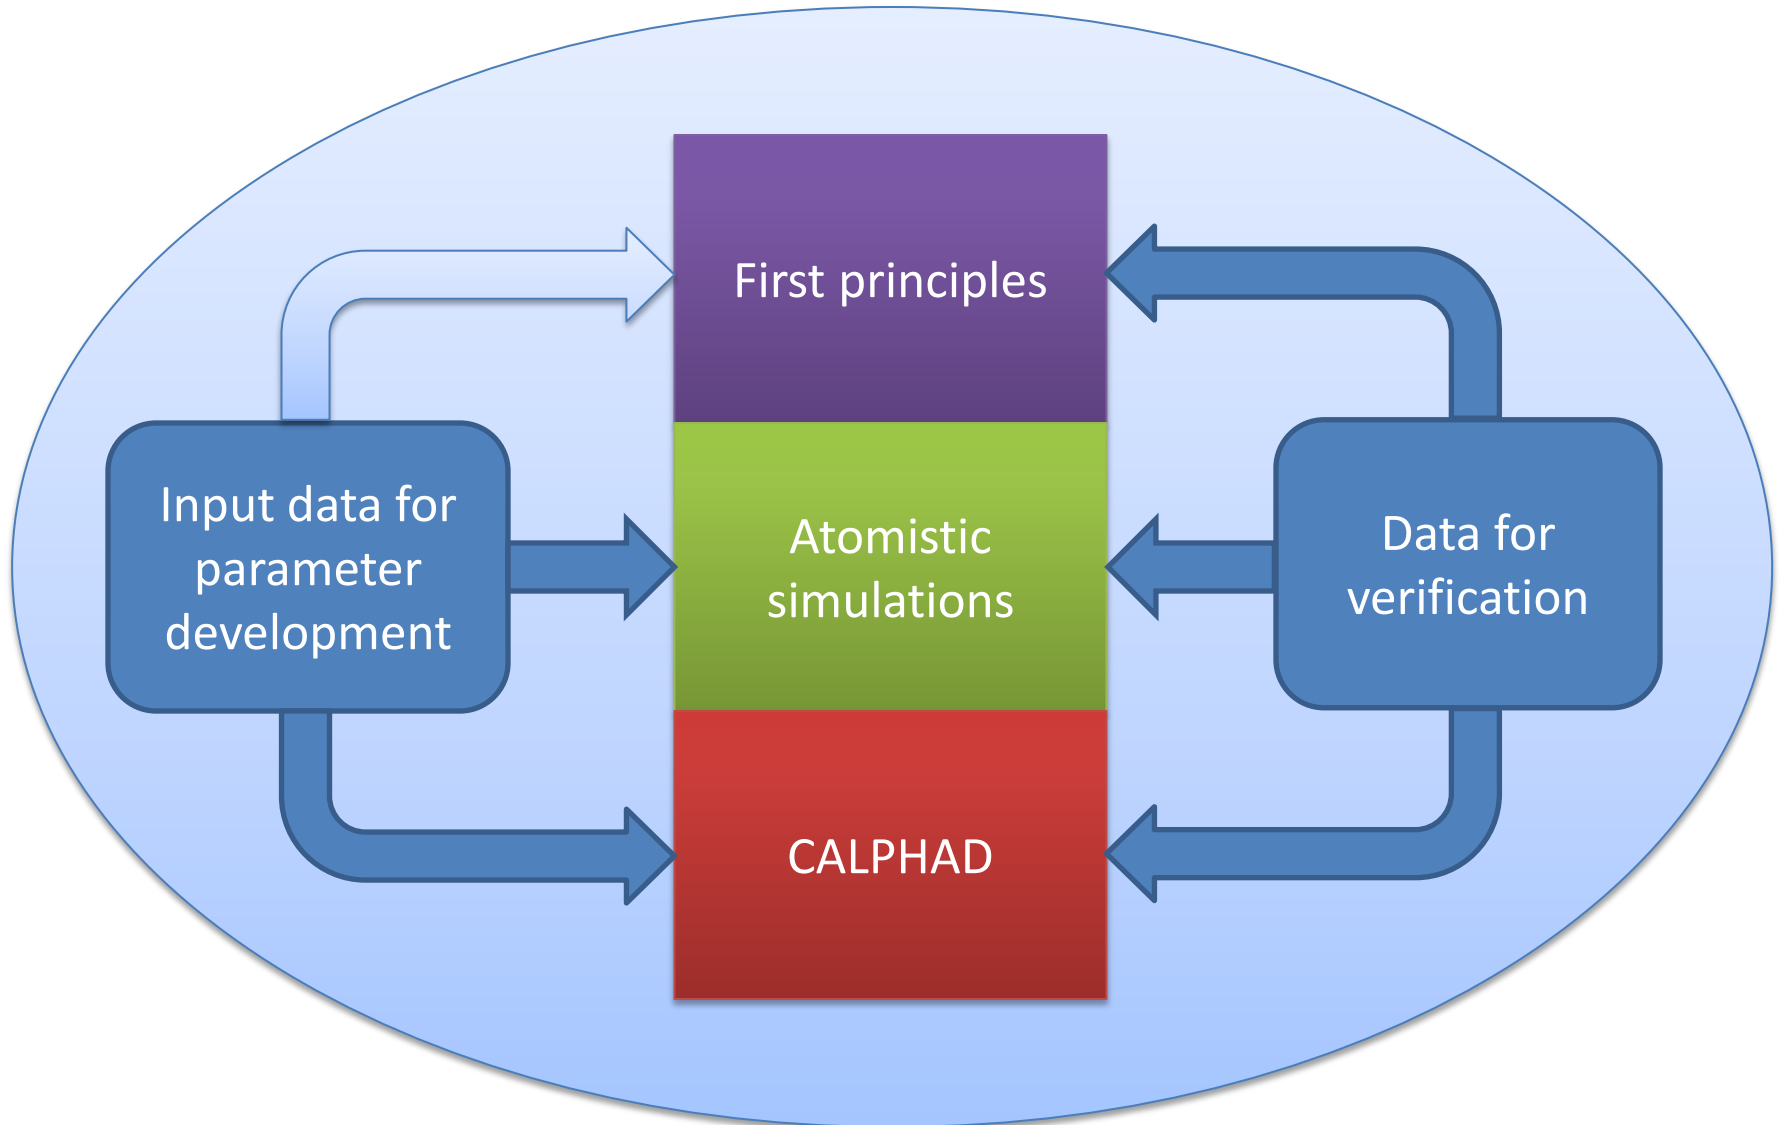 First principles
Input data for
parameter
development
Atomistic
simulations
Data for
verification
CALPHAD